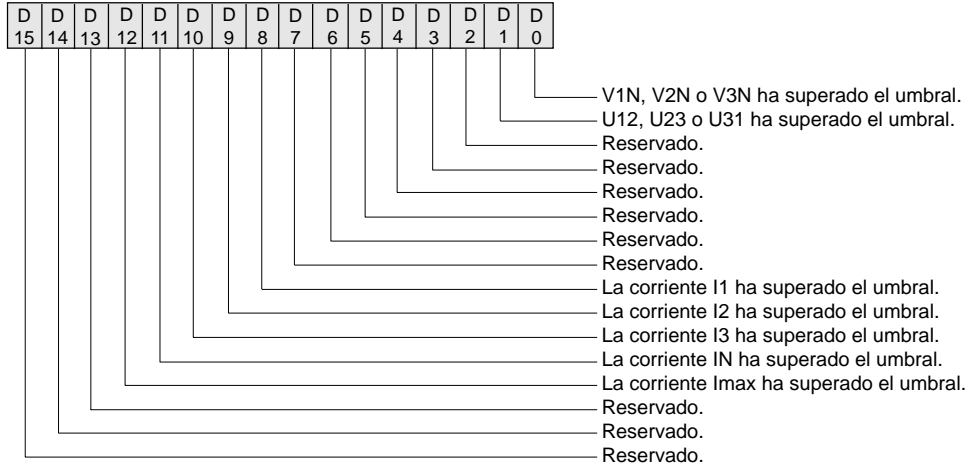 D D D D D D D D D D D D D D D D
15 14 13 12 11 10 9 8 7 6 5 4 3 2 1 0
V1N, V2N o V3N ha superado el umbral.
U12, U23 o U31 ha superado el umbral.
Reservado.
Reservado.
Reservado.
Reservado.
Reservado.
Reservado.
La corriente I1 ha superado el umbral.
La corriente I2 ha superado el umbral.
La corriente I3 ha superado el umbral.
La corriente IN ha superado el umbral.
La corriente Imax ha superado el umbral.
Reservado.
Reservado.
Reservado.